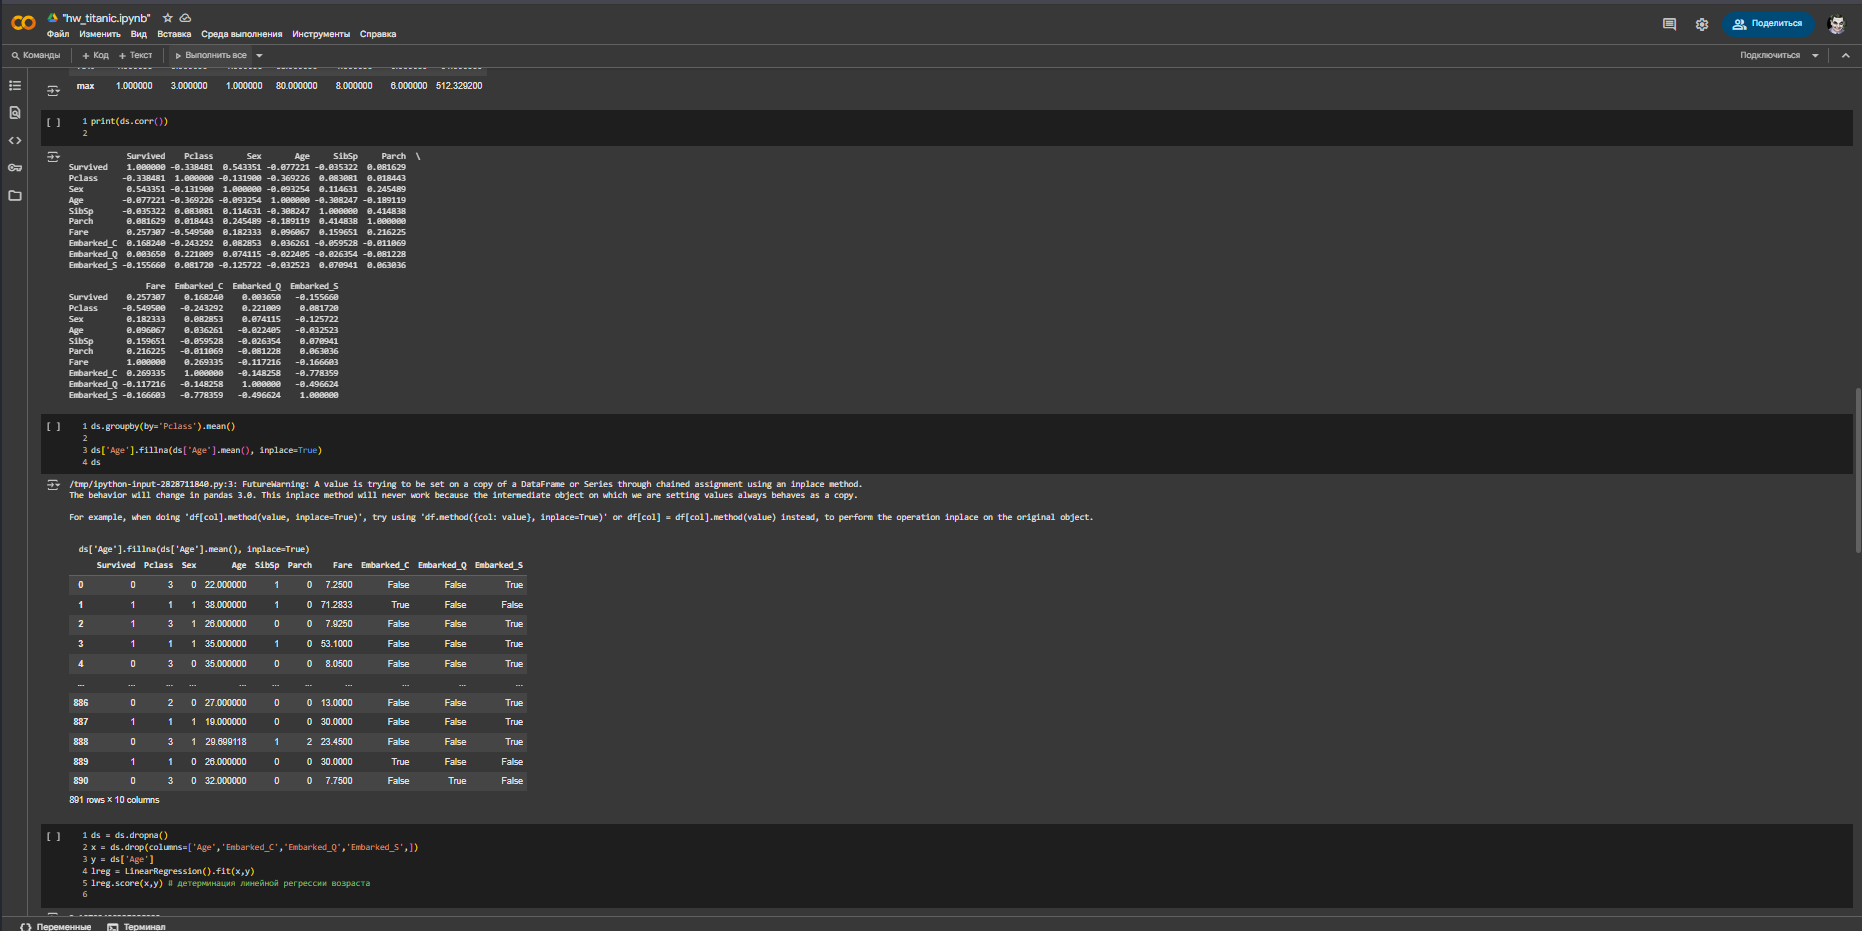 "hw_titanic.ipynb"
Файл Изменить Вид Вставка Среда выполнения Инструменты Справка
Поделиться
Команды + Код + Текст Выполнить все
Подключиться
max 1.000000 3.000000 1.000000 80.000000 8.000000 6.000000 512.329200
[ ] 1 print(ds.corr())
2
Survived Pclass Sex Age SibSp Parch \
Survived 1.000000 -0.338481 0.543351 -0.077221 -0.035322 0.081629
Pclass -0.338481 1.000000 -0.131900 -0.369226 0.083081 0.018443
Sex 0.543351 -0.131900 1.000000 -0.093254 0.114631 0.245489
Age -0.077221 -0.369226 -0.093254 1.000000 -0.308247 -0.189119
SibSp -0.035322 0.083081 0.114631 -0.308247 1.000000 0.414838
Parch 0.081629 0.018443 0.245489 -0.189119 0.414838 1.000000
Fare 0.257307 -0.549500 0.182333 0.096067 0.159651 0.216225
Embarked_C 0.168240 -0.243292 0.082853 0.036261 -0.059528 -0.011069
Embarked_Q 0.003650 0.221009 0.074115 -0.022405 -0.026354 -0.081228
Embarked_S -0.155660 0.081720 -0.125722 -0.032523 0.070941 0.063036
Fare Embarked_C Embarked_Q Embarked_S
Survived 0.257307 0.168240 0.003650 -0.155660
Pclass -0.549500 -0.243292 0.221009 0.081720
Sex 0.182333 0.082853 0.074115 -0.125722
Age 0.096067 0.036261 -0.022405 -0.032523
SibSp 0.159651 -0.059528 -0.026354 0.070941
Parch 0.216225 -0.011069 -0.081228 0.063036
Fare 1.000000 0.269335 -0.117216 -0.166603
Embarked_C 0.269335 1.000000 -0.148258 -0.778359
Embarked_Q -0.117216 -0.148258 1.000000 -0.496624
Embarked_S -0.166603 -0.778359 -0.496624 1.000000
[ ] 1 ds.groupby(by='Pclass').mean()
2
3 ds['Age'].fillna(ds['Age'].mean(), inplace=True)
4 ds
/tmp/ipython-input-2828711840.py:3: FutureWarning: A value is trying to be set on a copy of a DataFrame or Series through chained assignment using an inplace method.
The behavior will change in pandas 3.0. This inplace method will never work because the intermediate object on which we are setting values always behaves as a copy.
For example, when doing 'df[col].method(value, inplace=True)', try using 'df.method({col: value}, inplace=True)' or df[col] = df[col].method(value) instead, to perform the operation inplace on the original object.
ds['Age'].fillna(ds['Age'].mean(), inplace=True)
Survived Pclass Sex Age SibSp Parch Fare Embarked_C Embarked_Q Embarked_S
0 0 3 0 22.000000 1 0 7.2500 False False True
1 1 1 1 38.000000 1 0 71.2833 True False False
2 1 3 1 26.000000 0 0 7.9250 False False True
3 1 1 1 35.000000 1 0 53.1000 False False True
4 0 3 0 35.000000 0 0 8.0500 False False True
... ... ... ... ... ... ... ... ... ... ...
886 0 2 0 27.000000 0 0 13.0000 False False True
887 1 1 1 19.000000 0 0 30.0000 False False True
888 0 3 1 29.699118 1 2 23.4500 False False True
889 1 1 0 26.000000 0 0 30.0000 True False False
890 0 3 0 32.000000 0 0 7.7500 False True False
891 rows × 10 columns
[ ] 1 ds = ds.dropna()
2 x = ds.drop(columns=['Age','Embarked_C','Embarked_Q','Embarked_S',])
3 y = ds['Age']
4 lreg = LinearRegression().fit(x,y)
5 lreg.score(x,y) # детерминация линейной регрессии возраста
6
Переменные Терминал